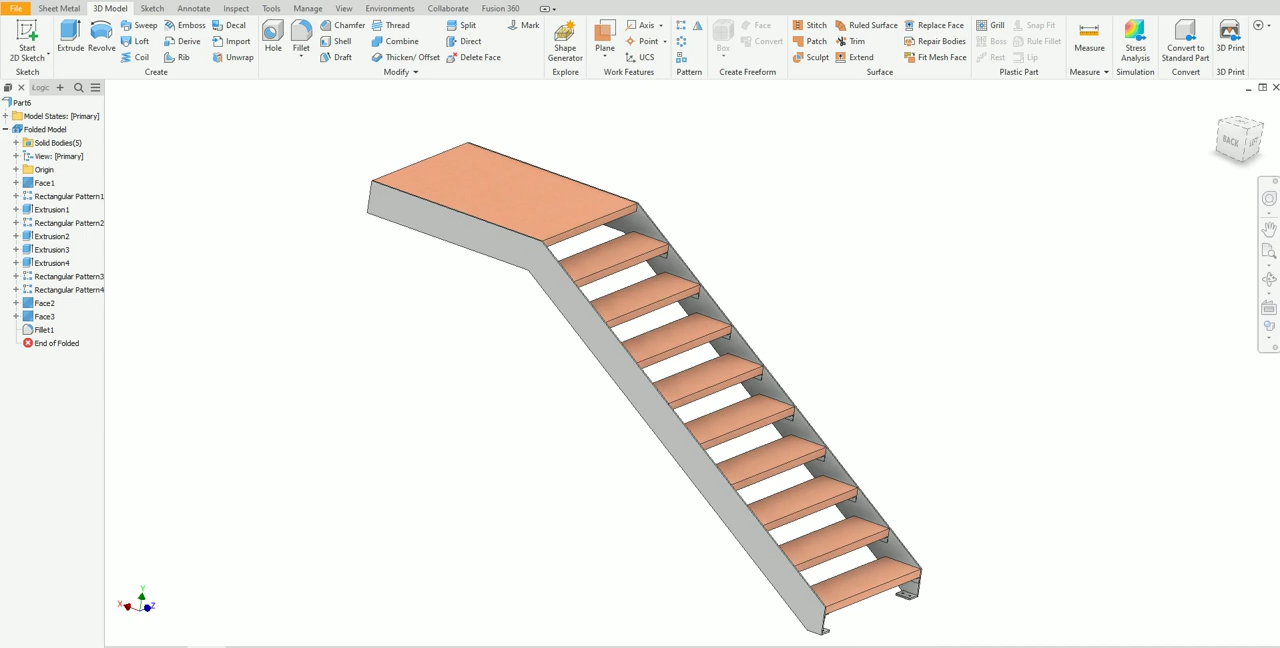 File Sheet Metal 3D Model Sketch Annotate Inspect Tools Manage View Environments Collaborate Fusion 360
Start 2D Sketch
Extrude
Revolve
Sweep Emboss Decal
Loft Derive Import
Coil Rib Unwrap
Hole
Fillet
Chamfer Thread Split Mark
Shell Combine Direct
Draft Thicken/ Offset Delete Face
Shape Generator
Plane
Axis
Point
UCS
Box
Face
Convert
Stitch Ruled Surface Replace Face
Patch Trim Repair Bodies
Sculpt Extend Fit Mesh Face
Grill Snap Fit
Boss Rule Fillet
Rest Lip
Measure
Stress Analysis
Convert to Standard Part
3D Print
Sketch Create Modify Explore Work Features Pattern Create Freeform Surface Plastic Part Measure Simulation Convert 3D Print
Logic
Part6
Model States: [Primary]
Folded Model
Solid Bodies(5)
View: [Primary]
Origin
Face1
Rectangular Pattern1
Extrusion1
Rectangular Pattern2
Extrusion2
Extrusion3
Extrusion4
Rectangular Pattern3
Rectangular Pattern4
Face2
Face3
Fillet1
End of Folded
BACK
LEFT
Y
X
Z